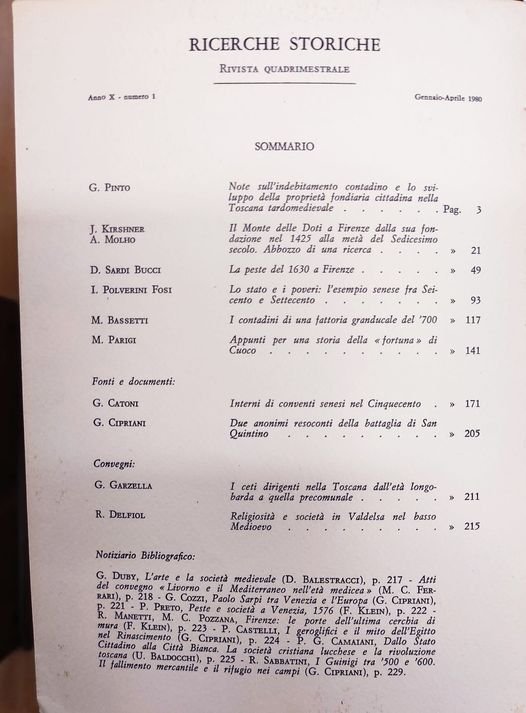 RICERCHE STORICHE
RIVISTA QUADRIMESTRALE
Anno X - numero 1 Gennaio-Aprile 1980
SOMMARIO
G. PINTO Note sull'indebitamento contadino e lo svi-
luppo della proprietà fondiaria cittadina nella
Toscana tardomedievale . . . . . . Pag. 3
J. KIRSHNER Il Monte delle Doti a Firenze dalla sua fon-
A. MOLHO dazione nel 1425 alla metà del Sedicesimo
secolo. Abbozzo di una ricerca . . . . » 21
D. SARDI BUCCI La peste del 1630 a Firenze . . . . . » 49
I. POLVERINI FOSI Lo stato e i poveri: l'esempio senese fra Sei-
cento e Settecento . . . . . . . » 93
M. BASSETTI I contadini di una fattoria granducale del '700 » 117
M. PARIGI Appunti per una storia della « fortuna » di
Cuoco . . . . . . . . . . » 141
Fonti e documenti:
G. CATONI Interni di conventi senesi nel Cinquecento . » 171
G. CIPRIANI Due anonimi resoconti della battaglia di San
Quintino . . . . . . . . . » 205
Convegni:
G. GARZELLA I ceti dirigenti nella Toscana dall'età longo-
barda a quella precomunale . . . . . » 211
R. DELFIOL Religiosità e società in Valdelsa nel basso
Medioevo . . . . . . . . . » 215
Notiziario Bibliografico:
G. DUBY, L'arte e la società medievale (D. BALESTRACCI), p. 217 - Atti
del convegno « Livorno e il Mediterraneo nell'età medicea » (M. C. FER-
RARI), p. 218 - G. COZZI, Paolo Sarpi tra Venezia e l'Europa (G. CIPRIANI),
p. 221 - P. PRETO, Peste e società a Venezia, 1576 (F. KLEIN), p. 222 -
R. MANETTI, M. C. POZZANA, Firenze: le porte dell'ultima cerchia di
mura (F. KLEIN), p. 223 - P. CASTELLI, I geroglifici e il mito dell'Egitto
nel Rinascimento (G. CIPRIANI), p. 224 - P. G. CAMAIANI, Dallo Stato
Cittadino alla Città Bianca. La società cristiana lucchese e la rivoluzione
toscana (U. BALDOCCHI), p. 225 - R. SABBATINI, I Guinigi tra '500 e '600.
Il fallimento mercantile e il rifugio nei campi (G. CIPRIANI), p. 229.